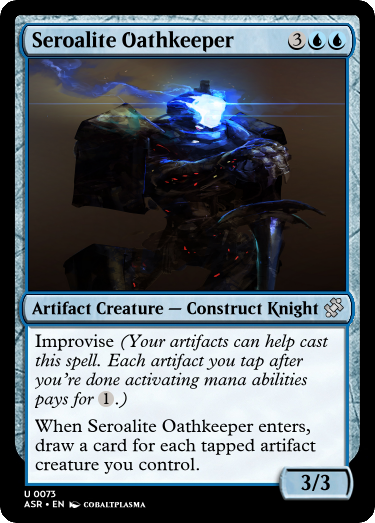 Seroalite Oathkeeper 3UU
Artifact Creature — Construct Knight
Improvise (Your artifacts can help cast
this spell. Each artifact you tap after
you're done activating mana abilities
pays for 1.)
When Seroalite Oathkeeper enters,
draw a card for each tapped artifact
creature you control.
3/3
U 0073
ASR • EN COBALTPLASMA